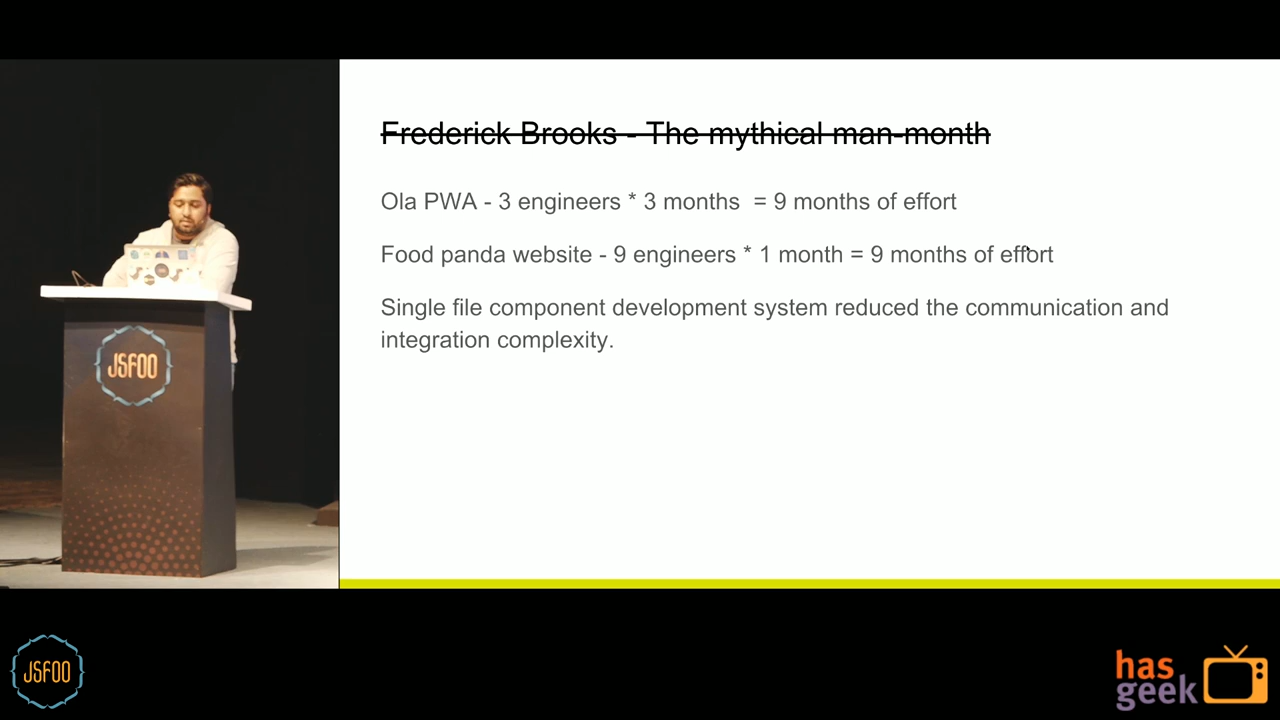 Frederick Brooks - The mythical man-month
Ola PWA - 3 engineers * 3 months = 9 months of effort
Food panda website - 9 engineers * 1 month = 9 months of effort
Single file component development system reduced the communication and
integration complexity.
JSFOO
JSFOO
has
geek